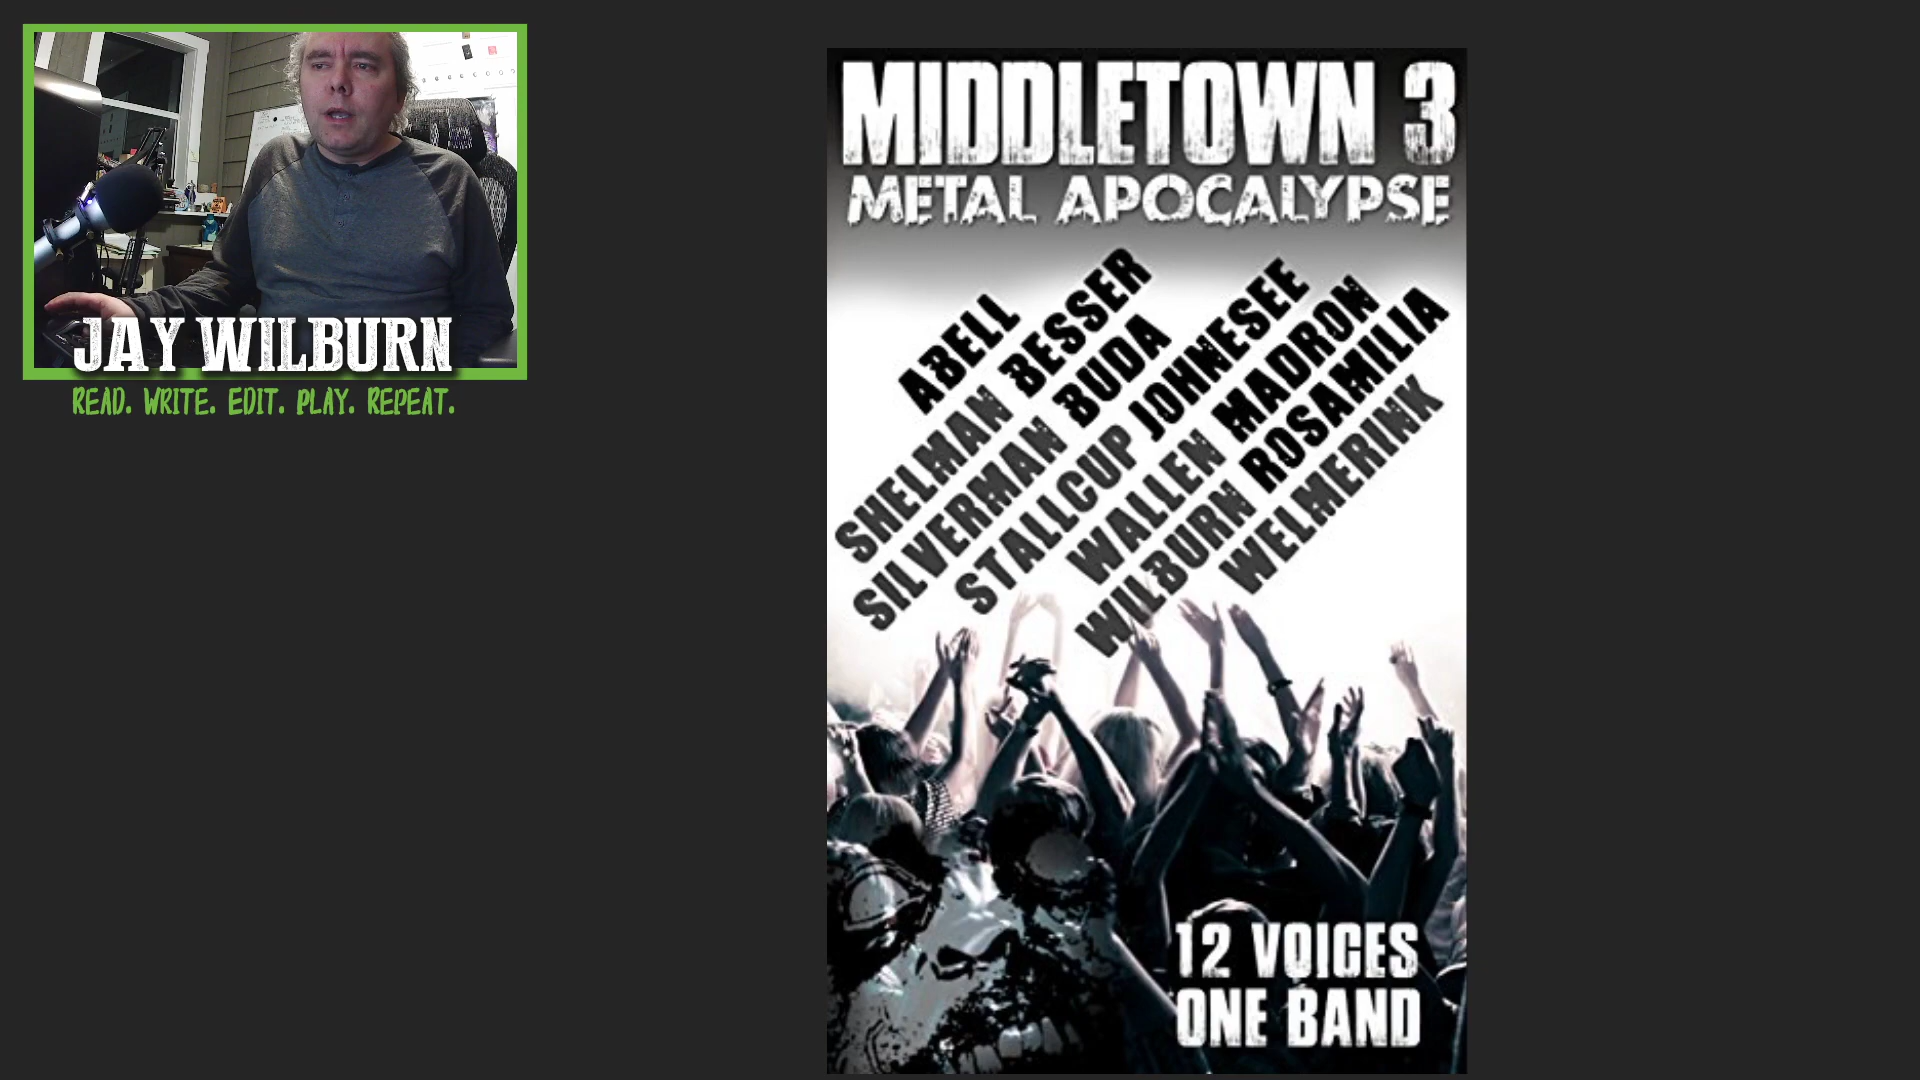 JAY WILBURN
READ. WRITE. EDIT. PLAY. REPEAT.
MIDDLETOWN 3
METAL APOCALYPSE
ABELL
SHELMAN BESSER
SILVERMAN BUDA
STALLCUP JOHNESEE
WALLEN MADRON
WILBURN ROSAMILIA
WELMERINK
12 VOICES
ONE BAND